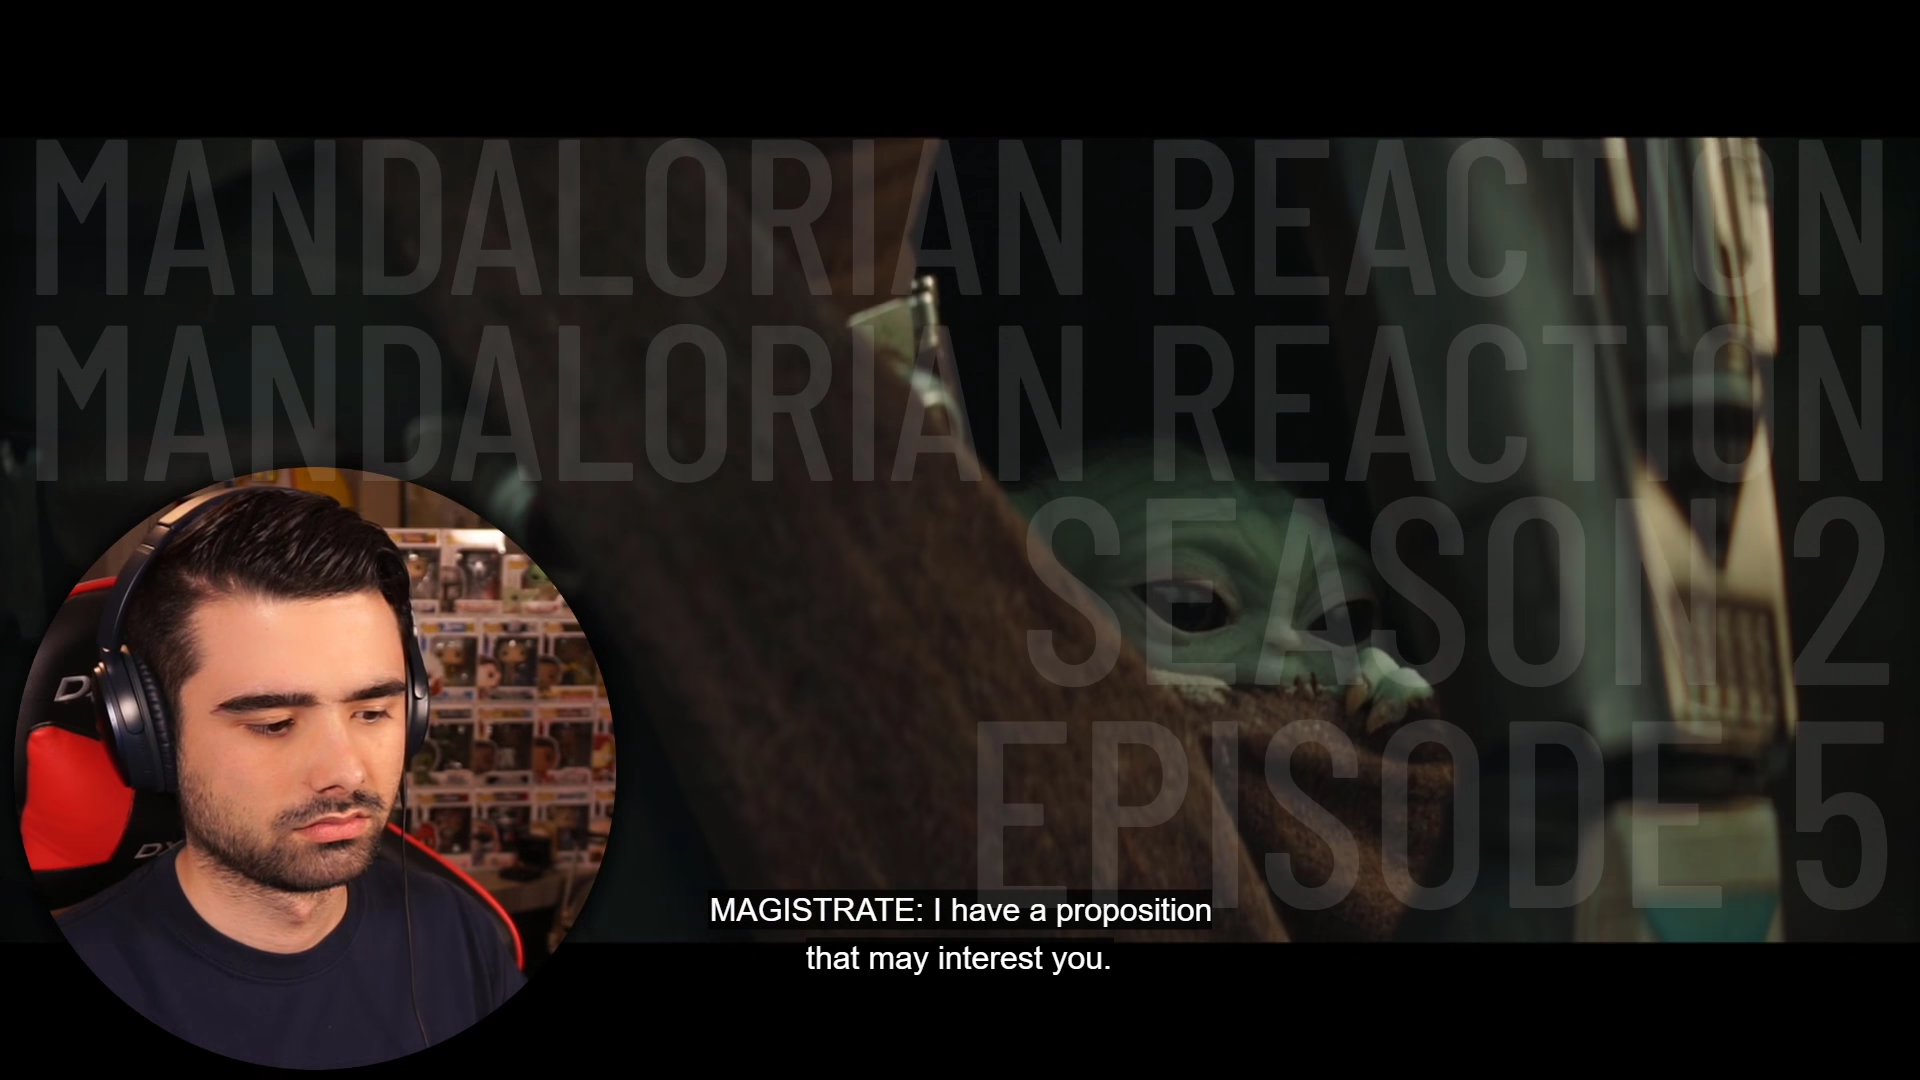 MANDALORIAN REACTION
MANDALORIAN REACTION
SEASON 2
EPISODE 5
MAGISTRATE: I have a proposition
that may interest you.